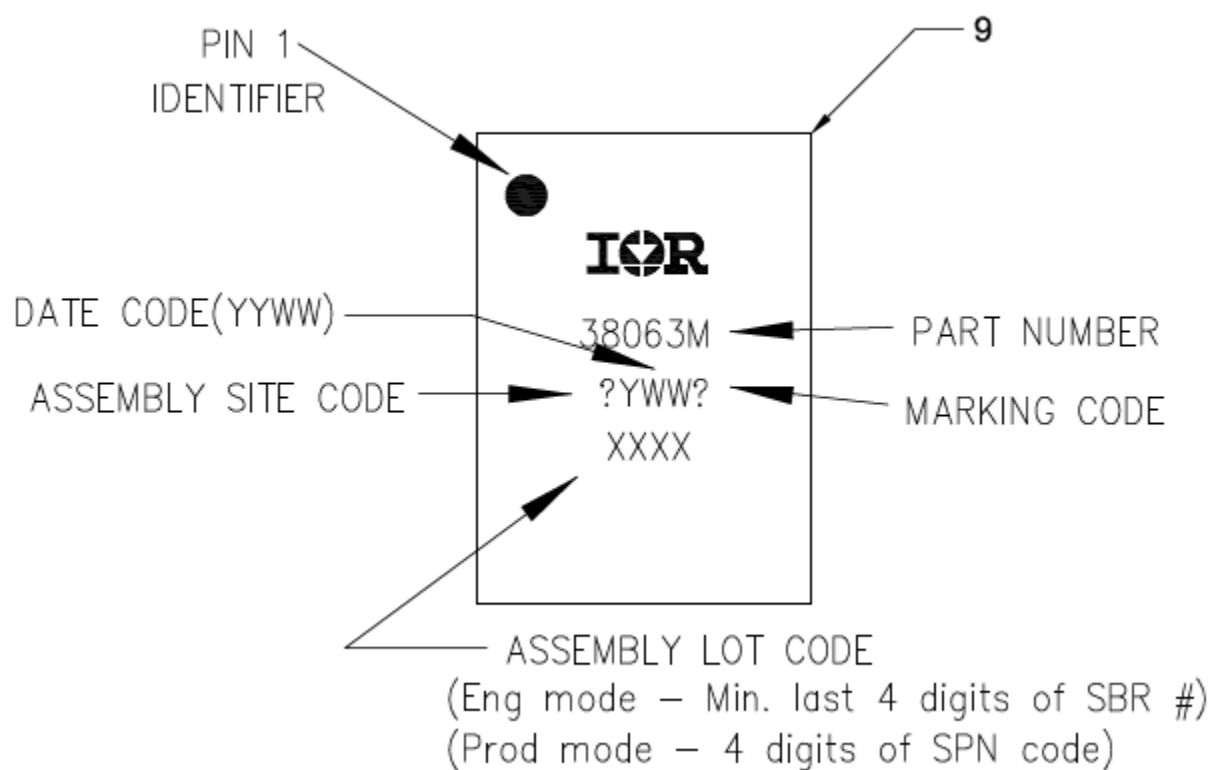 PIN 1
IDENTIFIER
9
IOR
DATE CODE(YYWW)
38063M
PART NUMBER
ASSEMBLY SITE CODE
?YWW?
MARKING CODE
XXXX
ASSEMBLY LOT CODE
(Eng mode – Min. last 4 digits of SBR #)
(Prod mode – 4 digits of SPN code)